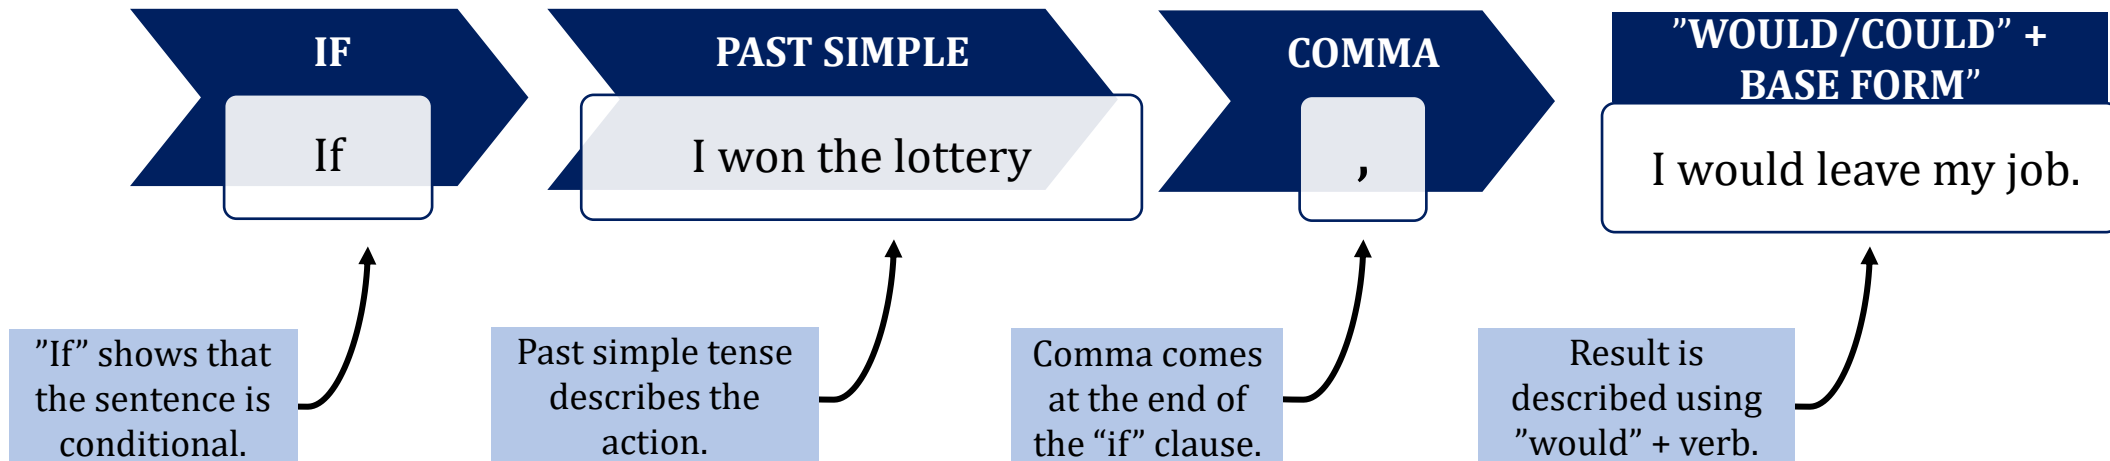 IF
PAST SIMPLE
COMMA
”WOULD/COULD” +
BASE FORM”
If
I won the lottery
,
I would leave my job.
”If” shows that
the sentence is
conditional.
Past simple tense
describes the
action.
Comma comes
at the end of
the “if” clause.
Result is
described using
”would” + verb.